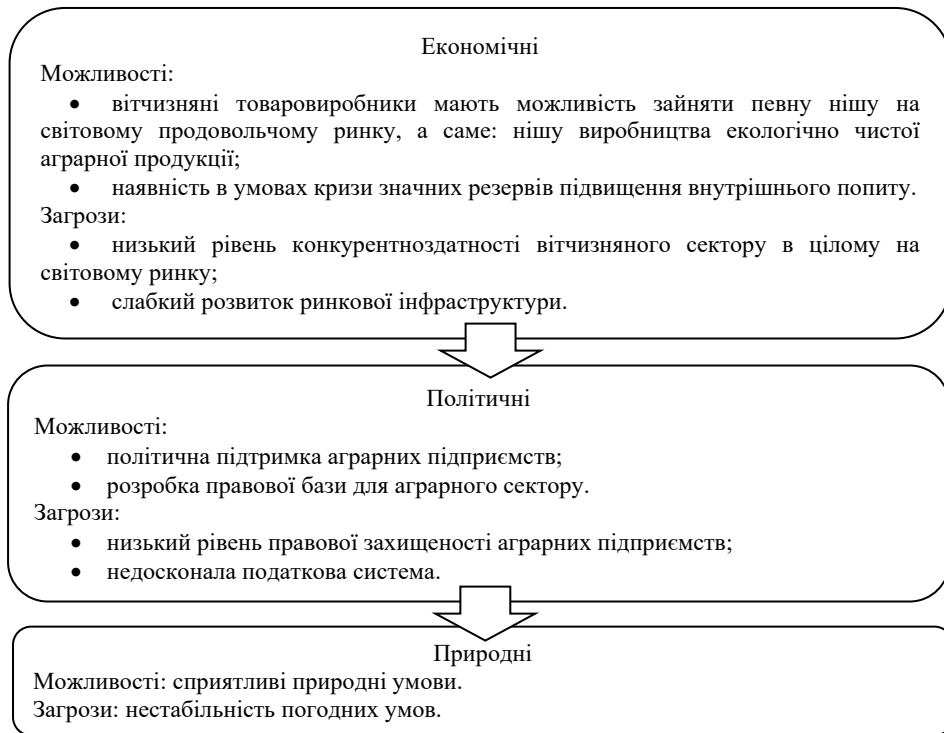 Економічні
Можливості:
• вітчизняні товаровиробники мають можливість зайняти певну нішу на
світовому продовольчому ринку, а саме: нішу виробництва екологічно чистої
аграрної продукції;
• наявність в умовах кризи значних резервів підвищення внутрішнього попиту.
Загрози:
• низький рівень конкурентноздатності вітчизняного сектору в цілому на
світовому ринку;
• слабкий розвиток ринкової інфраструктури.
Політичні
Можливості:
• політична підтримка аграрних підприємств;
• розробка правової бази для аграрного сектору.
Загрози:
• низький рівень правової захищеності аграрних підприємств;
• недосконала податкова система.
Природні
Можливості: сприятливі природні умови.
Загрози: нестабільність погодних умов.